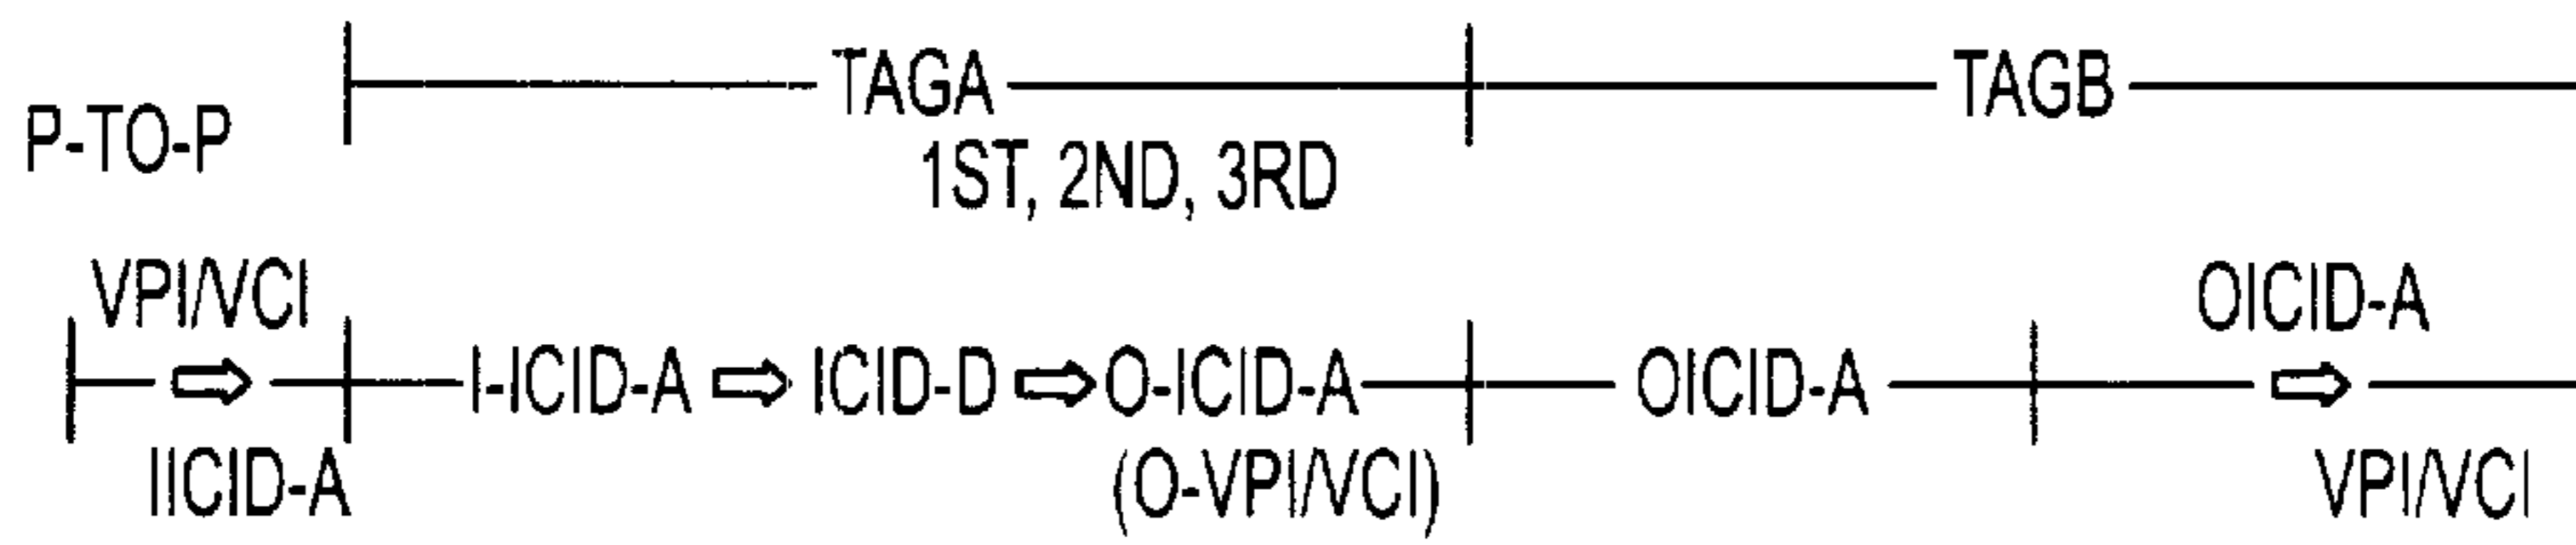 TAGA TAGB
P-TO-P
1ST, 2ND, 3RD
VPI/VCI OICID-A
I-ICID-A ⇨ ICID-D ⇨ O-ICID-A OICID-A ⇨
IICID-A (O-VPI/VCI) VPI/VCI